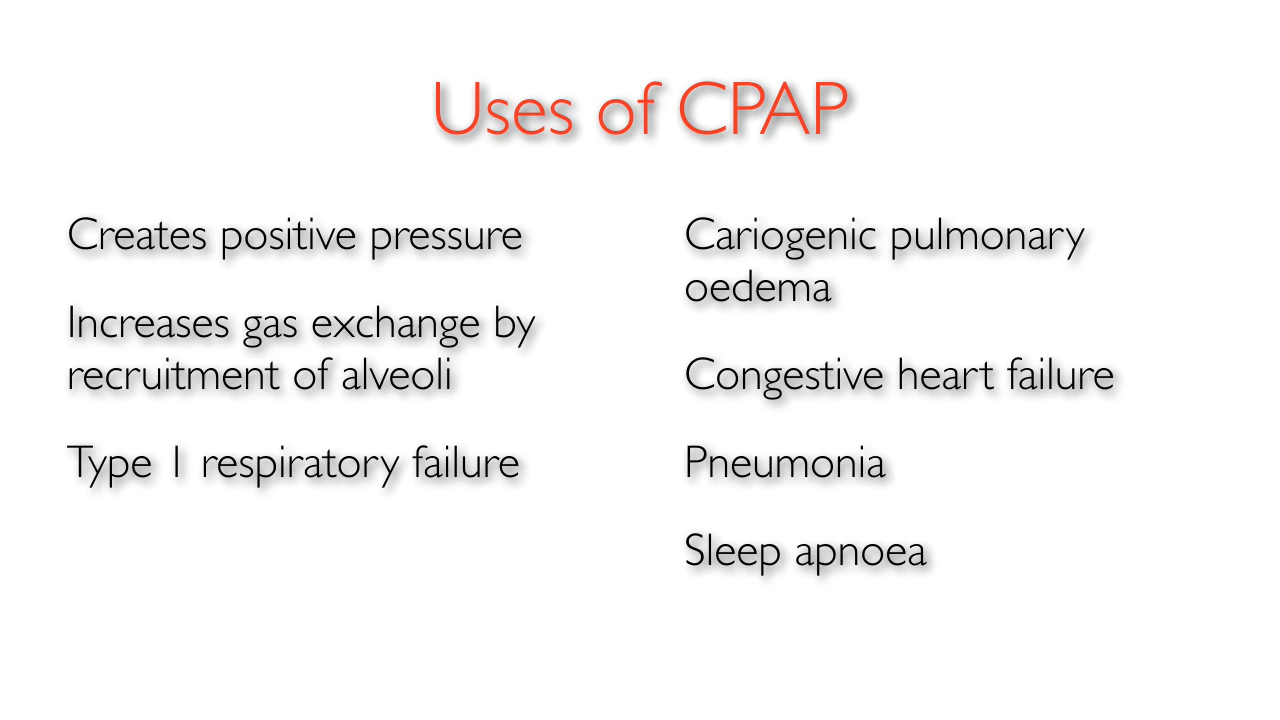 Uses of CPAP
Creates positive pressure
Increases gas exchange by
recruitment of alveoli
Type 1 respiratory failure
Cariogenic pulmonary
oedema
Congestive heart failure
Pneumonia
Sleep apnoea